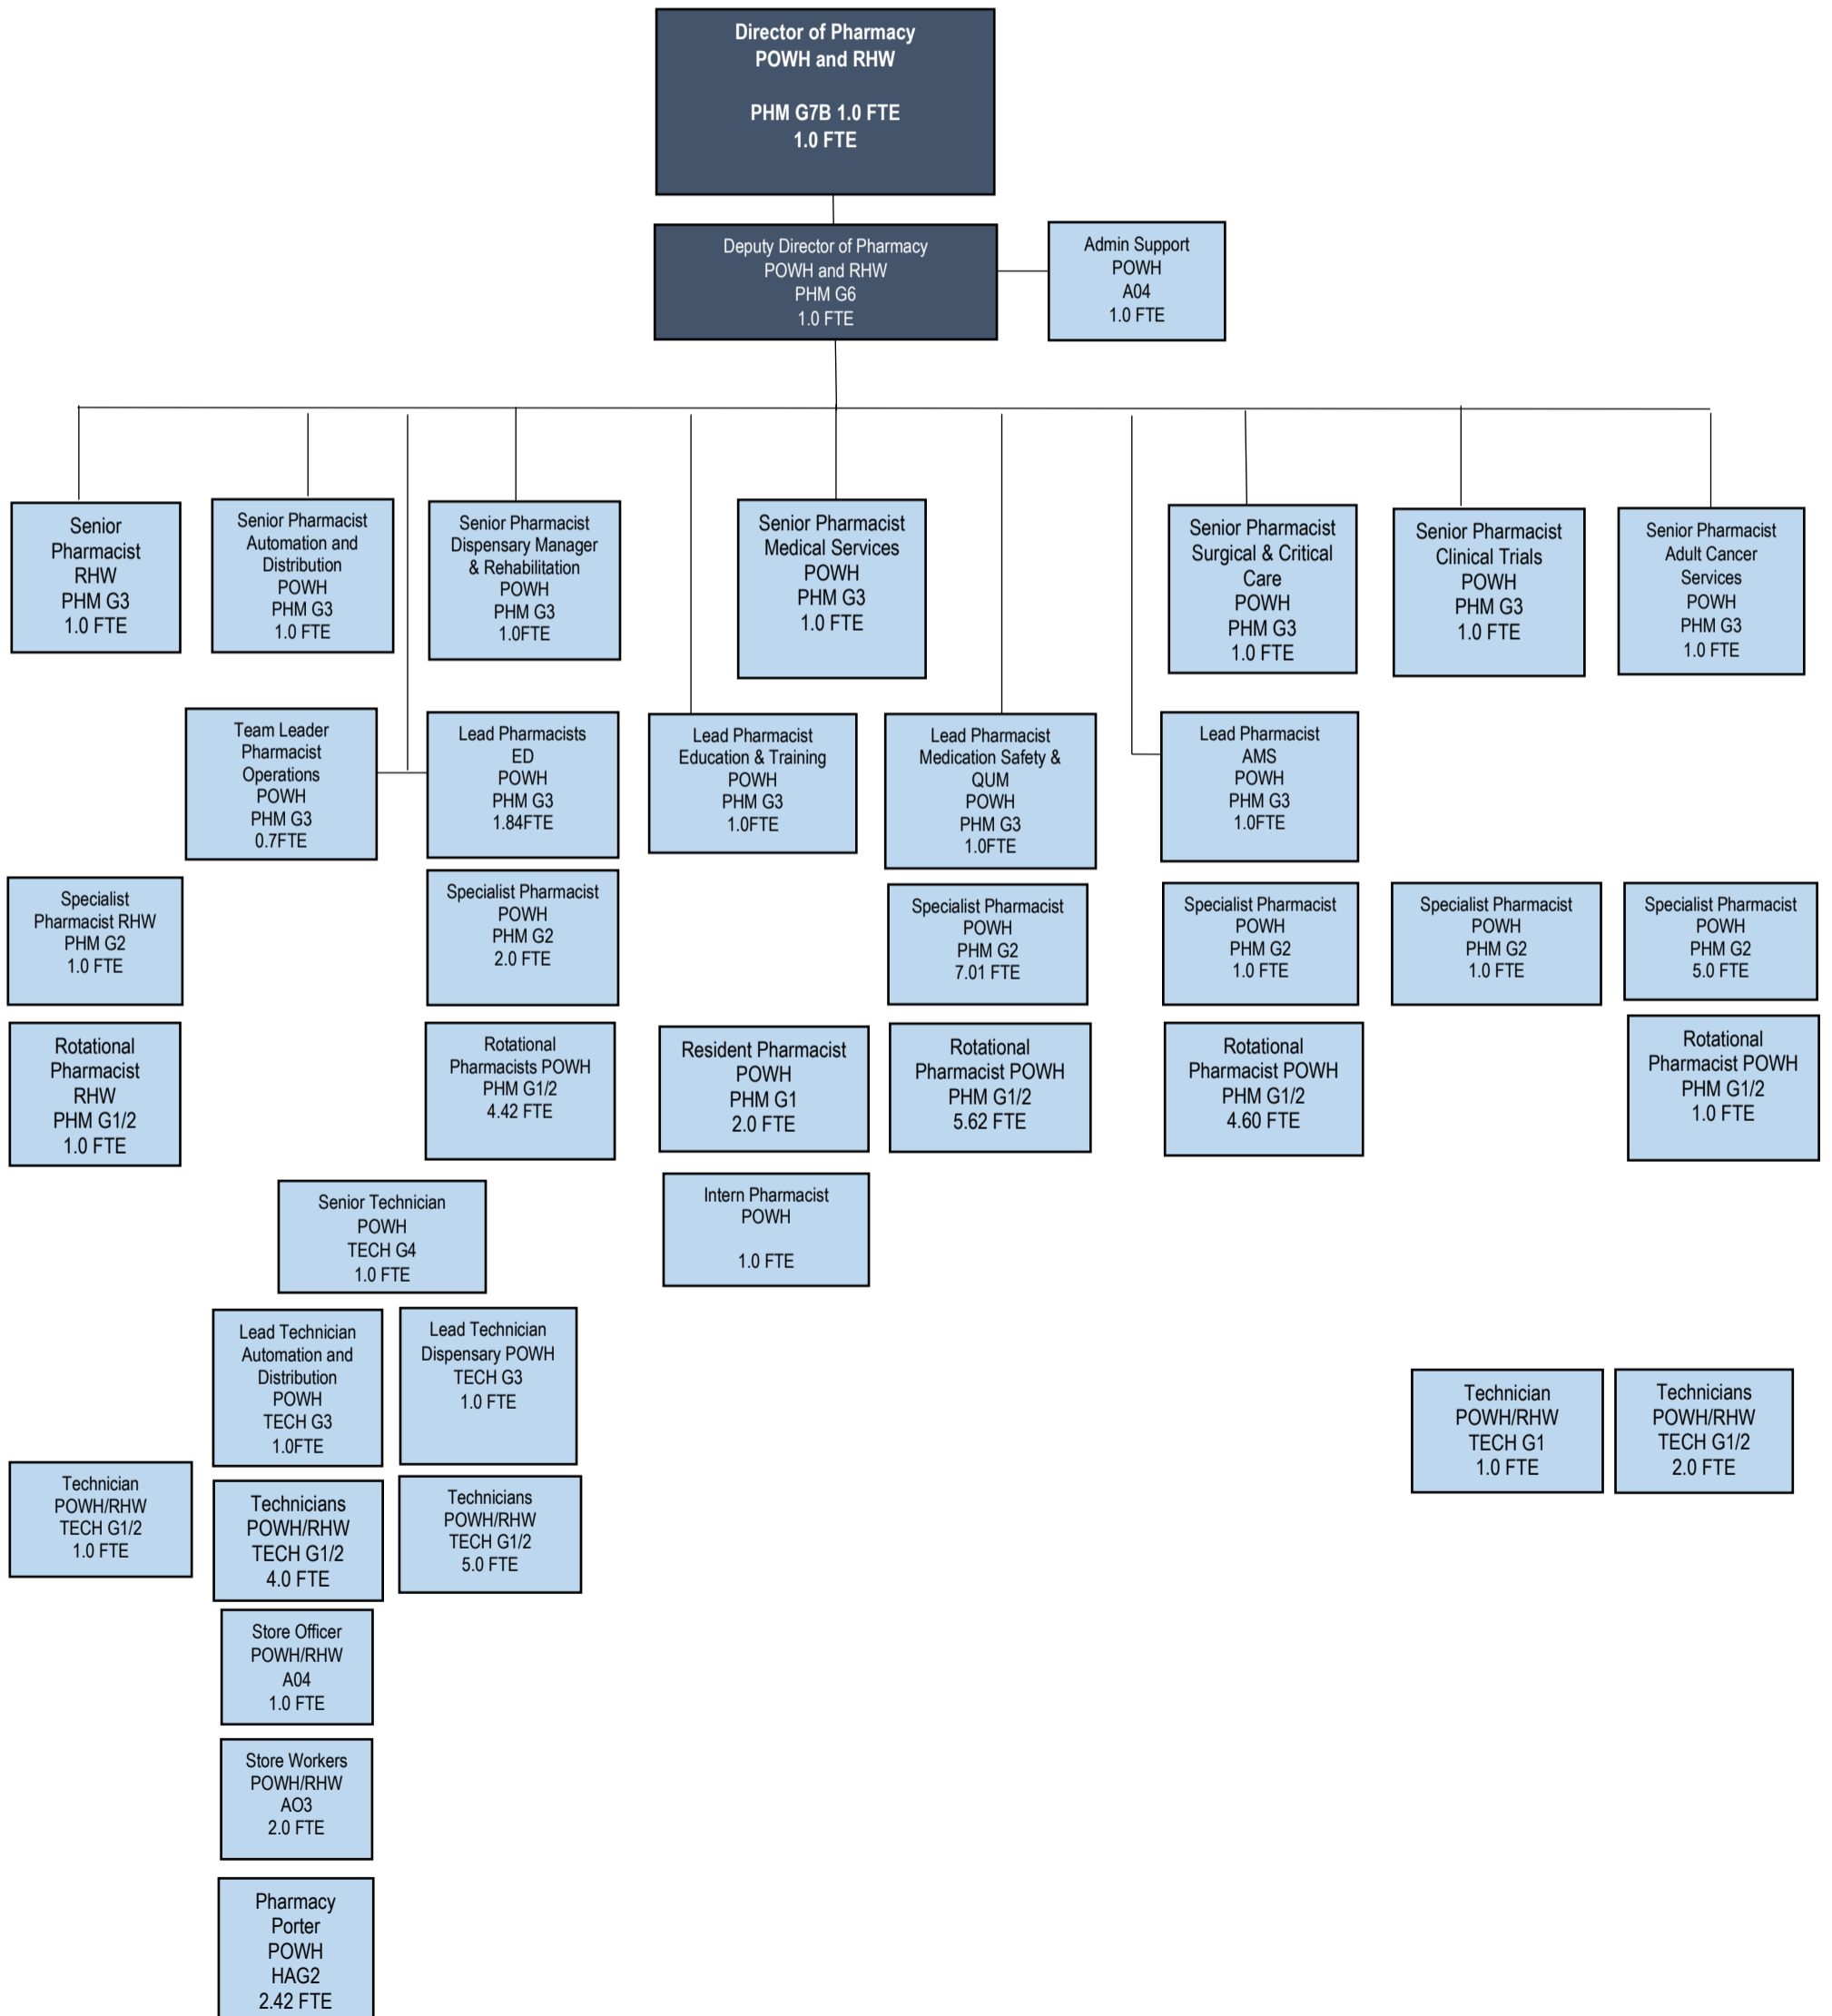 Director of Pharmacy
POWH and RHW
PHM G7B 1.0 FTE
1.0 FTE
Deputy Director of Pharmacy
POWH and RHW
PHM G6
1.0 FTE
Admin Support
POWH
A04
1.0 FTE
Senior
Pharmacist
RHW
PHM G3
1.0 FTE
Senior Pharmacist
Automation and
Distribution
POWH
PHM G3
1.0 FTE
Senior Pharmacist
Dispensary Manager
& Rehabilitation
POWH
PHM G3
1.0FTE
Senior Pharmacist
Medical Services
POWH
PHM G3
1.0 FTE
Senior Pharmacist
Surgical & Critical
Care
POWH
PHM G3
1.0 FTE
Senior Pharmacist
Clinical Trials
POWH
PHM G3
1.0 FTE
Senior Pharmacist
Adult Cancer
Services
POWH
PHM G3
1.0 FTE
Team Leader
Pharmacist
Operations
POWH
PHM G3
0.7FTE
Lead Pharmacists
ED
POWH
PHM G3
1.84FTE
Lead Pharmacist
Education & Training
POWH
PHM G3
1.0FTE
Lead Pharmacist
Medication Safety &
QUM
POWH
PHM G3
1.0FTE
Lead Pharmacist
AMS
POWH
PHM G3
1.0FTE
Specialist
Pharmacist RHW
PHM G2
1.0 FTE
Specialist Pharmacist
POWH
PHM G2
2.0 FTE
Specialist Pharmacist
POWH
PHM G2
7.01 FTE
Specialist Pharmacist
POWH
PHM G2
1.0 FTE
Specialist Pharmacist
POWH
PHM G2
1.0 FTE
Specialist Pharmacist
POWH
PHM G2
5.0 FTE
Rotational
Pharmacist
RHW
PHM G1/2
1.0 FTE
Rotational
Pharmacists POWH
PHM G1/2
4.42 FTE
Resident Pharmacist
POWH
PHM G1
2.0 FTE
Rotational
Pharmacist POWH
PHM G1/2
5.62 FTE
Rotational
Pharmacist POWH
PHM G1/2
4.60 FTE
Rotational
Pharmacist POWH
PHM G1/2
1.0 FTE
Senior Technician
POWH
TECH G4
1.0 FTE
Intern Pharmacist
POWH
1.0 FTE
Lead Technician
Automation and
Distribution
POWH
TECH G3
1.0FTE
Lead Technician
Dispensary POWH
TECH G3
1.0 FTE
Technician
POWH/RHW
TECH G1
1.0 FTE
Technicians
POWH/RHW
TECH G1/2
2.0 FTE
Technician
POWH/RHW
TECH G1/2
1.0 FTE
Technicians
POWH/RHW
TECH G1/2
4.0 FTE
Technicians
POWH/RHW
TECH G1/2
5.0 FTE
Store Officer
POWH/RHW
A04
1.0 FTE
Store Workers
POWH/RHW
AO3
2.0 FTE
Pharmacy
Porter
POWH
HAG2
2.42 FTE